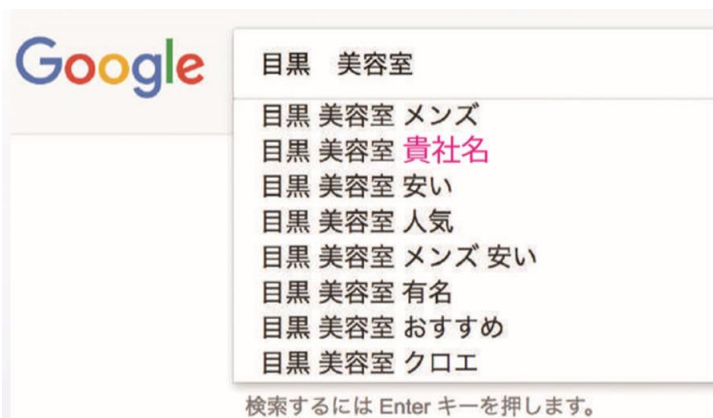 Google
目黒　美容室
目黒 美容室 メンズ
目黒 美容室 貴社名
目黒 美容室 安い
目黒 美容室 人気
目黒 美容室 メンズ 安い
目黒 美容室 有名
目黒 美容室 おすすめ
目黒 美容室 クロエ
検索するには Enter キーを押します。